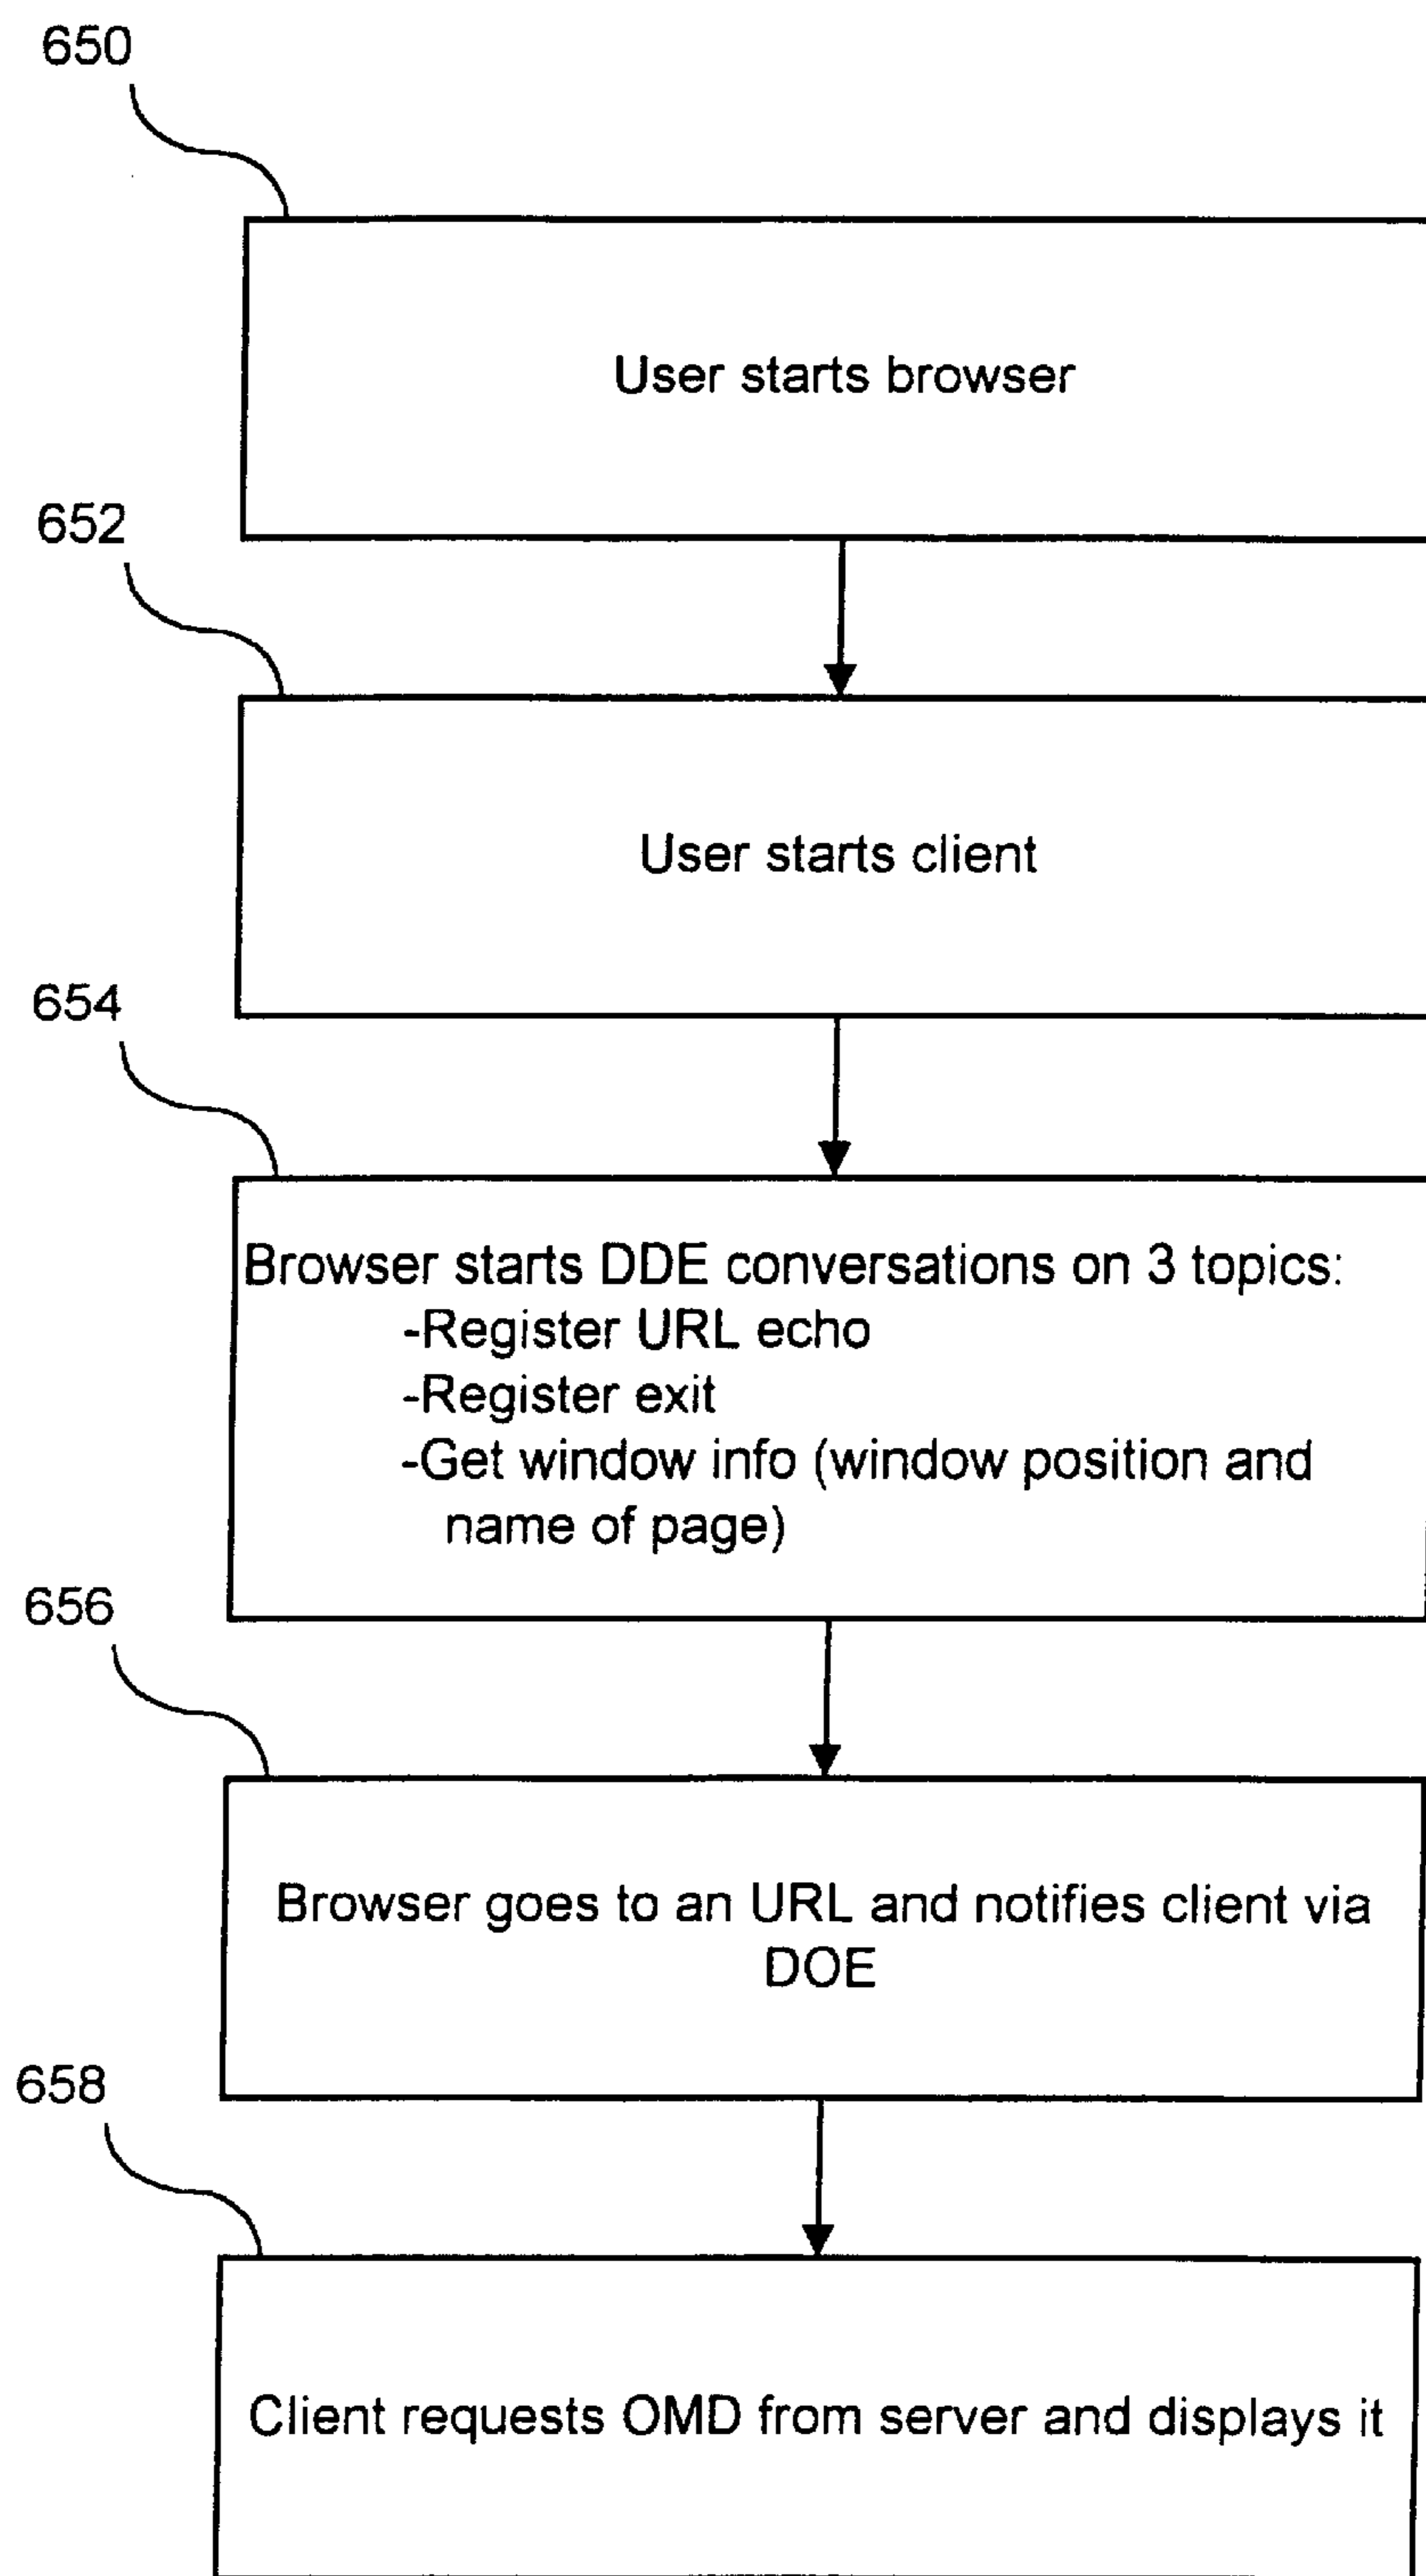 650
User starts browser
652
User starts client
654
Browser starts DDE conversations on 3 topics:
-Register URL echo
-Register exit
-Get window info (window position and
name of page)
656
Browser goes to an URL and notifies client via
DOE
658
Client requests OMD from server and displays it